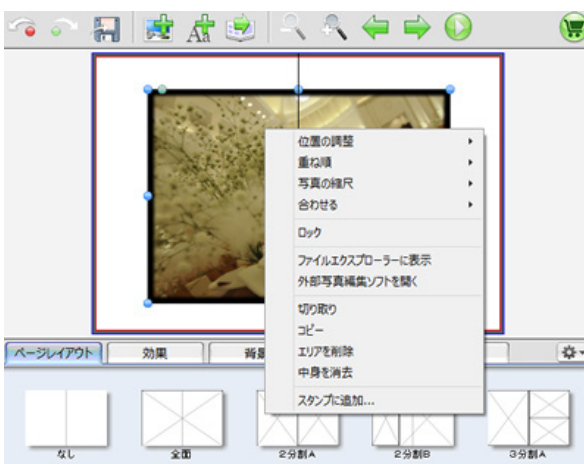 Aa
位置の調整
重ね順
写真の縮尺
合わせる
ロック
ファイルエクスプローラーに表示
外部写真編集ソフトを開く
切り取り
コピー
エリアを削除
中身を消去
スタンプに追加...
ページレイアウト 効果
なし 全面 2分割A 2分割B 3分割A